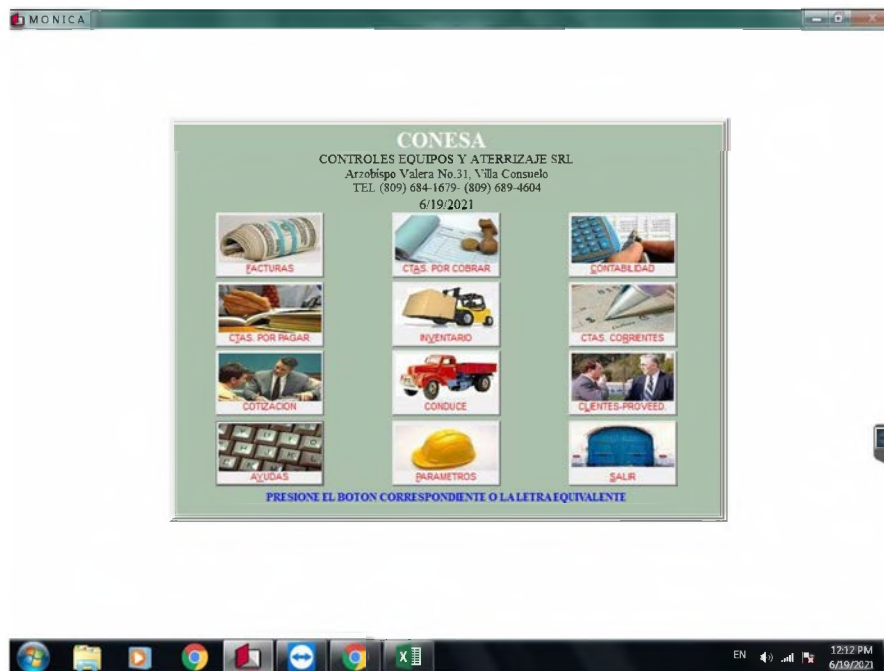 MONICA
CONESA
CONTROLES EQUIPOS Y ATERRIZAJE SRL
Arzobispo Valera No.31, Villa Consuelo
TEL (809) 684-1679- (809) 689-4604
6/19/2021
FACTURAS CTAS. POR COBRAR CONTABILIDAD
CTAS. POR PAGAR INVENTARIO CTAS. CORRIENTES
COTIZACION CONDUCE CLIENTES-PROVEED.
AYUDAS PARAMETROS SALIR
PRESIONE EL BOTON CORRESPONDIENTE O LA LETRA EQUIVALENTE
EN 12:12 PM
6/19/2021